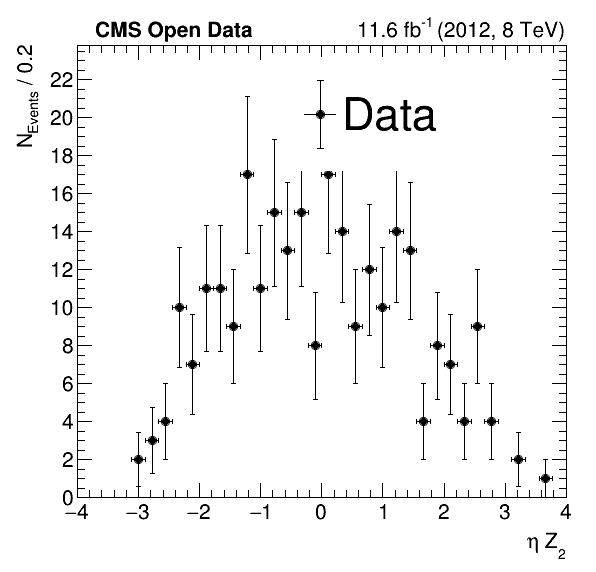 CMS Open Data 11.6 fb⁻¹ (2012, 8 TeV)
N_Events / 0.2
22
20
Data
18
16
14
12
10
8
6
4
2
0
−4 −3 −2 −1 0 1 2 3 4
η Z₂